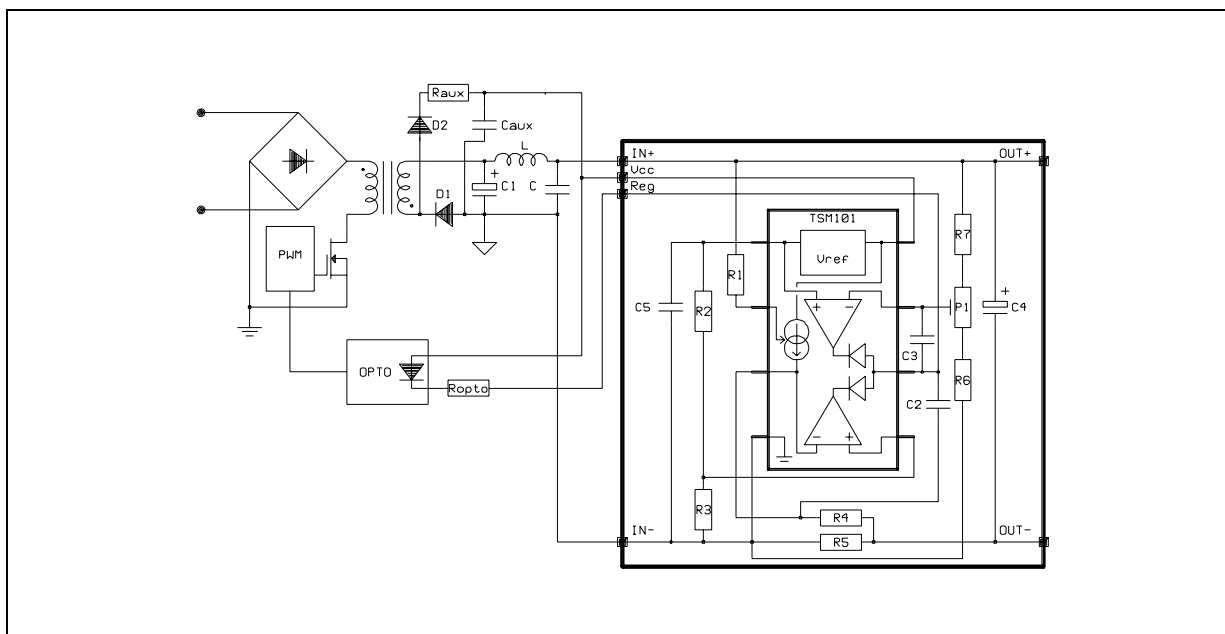 Raux
D2
Caux
L
+
C1
C
D1
PWM
OPTO
Ropto
IN+
OUT+
Vcc
Reg
TSM101
Vref
R7
R1
C5
R2
+
-
P1
+
C4
C3
R6
C2
-
+
R3
R4
IN-
R5
OUT-